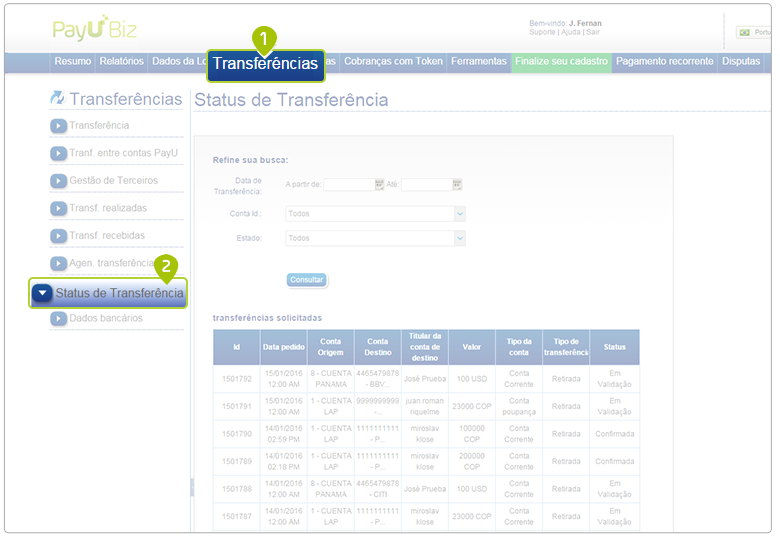 PayU Biz
Bem-vindo: J. Fernan
Suporte | Ajuda | Sair
Portu
1
Resumo Relatórios Dados da Lo Transferências as Cobranças com Token Ferramentas Finalize seu cadastro Pagamento recorrente Disputas
Transferências
Transferência
Tranf. entre contas PayU
Gestão de Terceiros
Transf. realizadas
Transf. recebidas
Agen. transferência
2
Status de Transferência
Dados bancários
Status de Transferência
Refine sua busca:
Data de
Transferência:
A partir de: Até:
Conta Id.: Todos
Estado: Todos
Consultar
transferências solicitadas
Id Data pedido Conta Origem Conta Destino Titular da conta de destino Valor Tipo da conta Tipo de transferência Status
1501792 15/01/2016 12:00 AM 8 - CUENTA PANAMA 4465479878 - BBV... José Prueba 100 USD Conta Corrente Retirada Em Validação
1501791 15/01/2016 12:00 AM 1 - CUENTA LAP 9999999999 -... juan roman riquelme 23000 COP Conta poupança Retirada Em Validação
1501790 14/01/2016 02:59 PM 1 - CUENTA LAP 1111111111 - P... miroslav klose 100000 COP Conta Corrente Retirada Confirmada
1501789 14/01/2016 02:18 PM 1 - CUENTA LAP 1111111111 - P... miroslav klose 200000 COP Conta Corrente Retirada Confirmada
1501788 14/01/2016 12:00 AM 8 - CUENTA PANAMA 4465479878 - CITI José Prueba 100 USD Conta Corrente Retirada Em Validação
1501787 14/01/2016 12:00 AM 1 - CUENTA LAP 1111111111 - P... miroslav klose 23000 COP Conta Corrente Retirada Em Validação